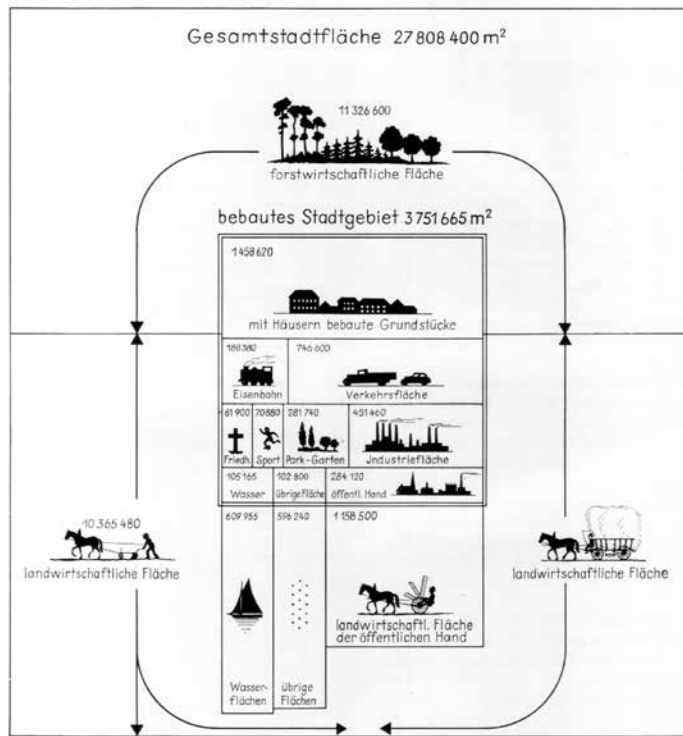 Gesamtstadtfläche 27 808 400 m²
11 326 600
forstwirtschaftliche Fläche
bebautes Stadtgebiet 3 751 665 m²
1 458 620
mit Häusern bebaute Grundstücke
188 380
746 600
Eisenbahn
Verkehrsfläche
61 900
70 880
281 740
451 460
Friedh.
Sport
Park-Garten
Jndustriefläche
105 165
102 800
284 120
Wasser
übrige Fläche
öffentl. Hand
609 955
596 240
1 158 500
10 365 480
landwirtschaftliche Fläche
landwirtschaftliche Fläche
landwirtschaftl. Fläche
der öffentlichen Hand
Wasser-
flächen
übrige
Flächen